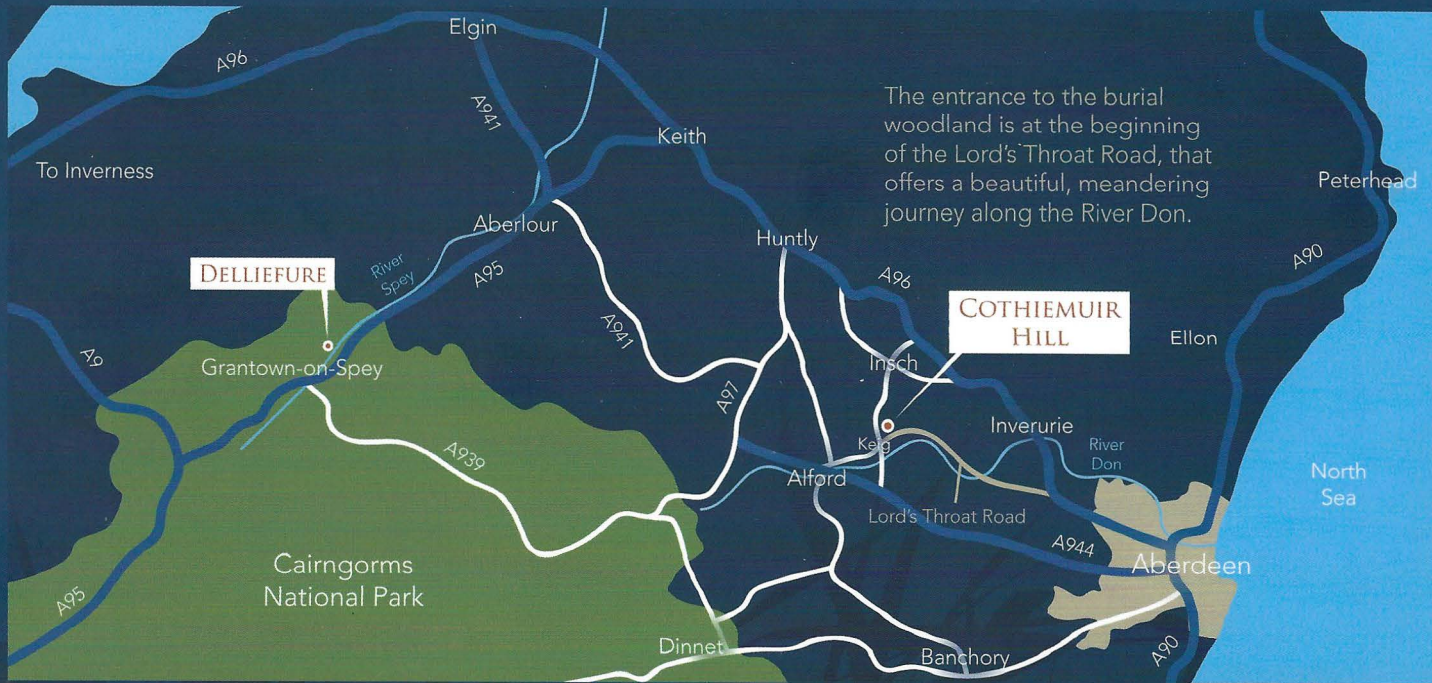 Elgin
A96
A941
Keith
To Inverness
The entrance to the burial
woodland is at the beginning
of the Lord's Throat Road, that
offers a beautiful, meandering
journey along the River Don.
Peterhead
Aberlour
Huntly
A90
DELLIEFURE
River
Spey
A95
A96
COTHIEMUIR
HILL
A9
A941
Ellon
Grantown-on-Spey
Insch
A97
Keig
Inverurie
River
Don
A939
Alford
North
Sea
Lord's Throat Road
A944
Aberdeen
Cairngorms
National Park
A95
Dinnet
Banchory
A90